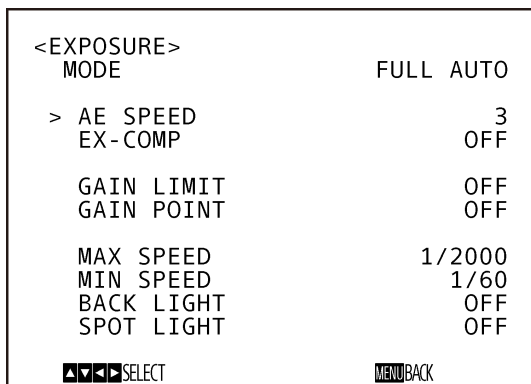 <EXPOSURE>
MODE FULL AUTO
> AE SPEED 3
EX-COMP OFF
GAIN LIMIT OFF
GAIN POINT OFF
MAX SPEED 1/2000
MIN SPEED 1/60
BACK LIGHT OFF
SPOT LIGHT OFF
▲▼◀▶SELECT MENU BACK